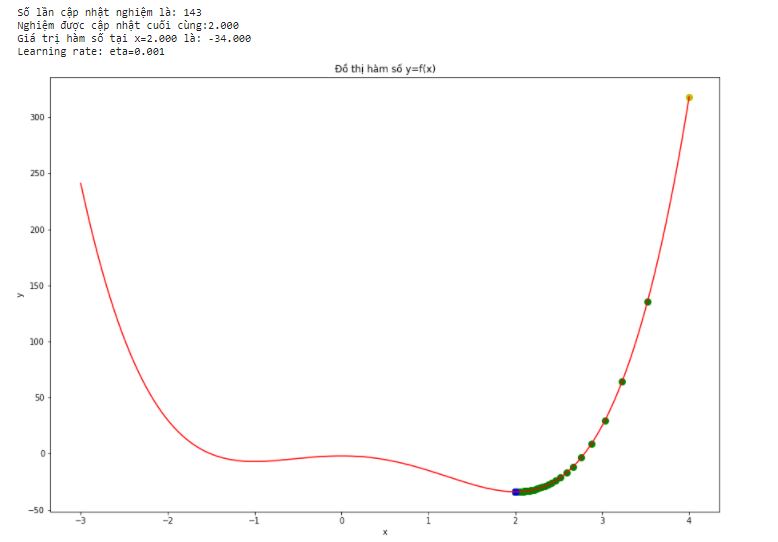 Số lần cập nhật nghiệm là: 143
Nghiệm được cập nhật cuối cùng:2.000
Giá trị hàm số tại x=2.000 là: -34.000
Learning rate: eta=0.001
Đồ thị hàm số y=f(x)
300
250
200
150
100
50
0
−50
y
−3 −2 −1 0 1 2 3 4
x